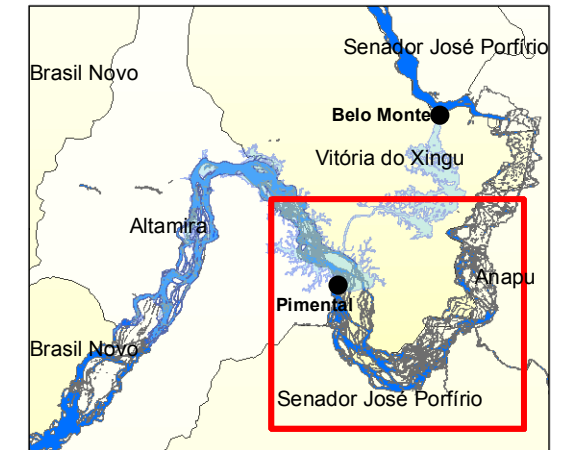 Senador José Porfírio
Brasil Novo
Belo Monte
Vitória do Xingu
Altamira
Anapu
Pimental
Brasil Novo
Senador José Porfírio